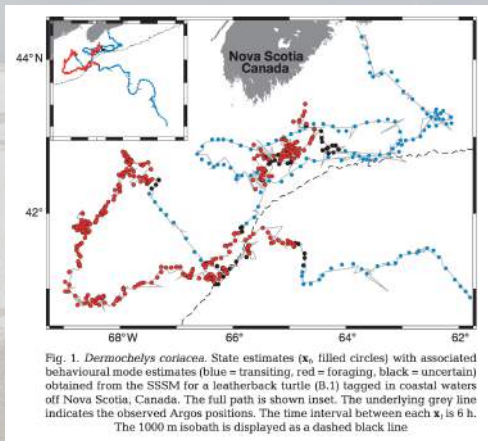 44°N
Nova Scotia
Canada
42°
68°W
66°
64°
62°
Fig. 1. Dermochelys coriacea. State estimates (xₜ, filled circles) with associated
behavioural mode estimates (blue = transiting, red = foraging, black = uncertain)
obtained from the SSSM for a leatherback turtle (B.1) tagged in coastal waters
off Nova Scotia, Canada. The full path is shown inset. The underlying grey line
indicates the observed Argos positions. The time interval between each xₜ is 6 h.
The 1000 m isobath is displayed as a dashed black line